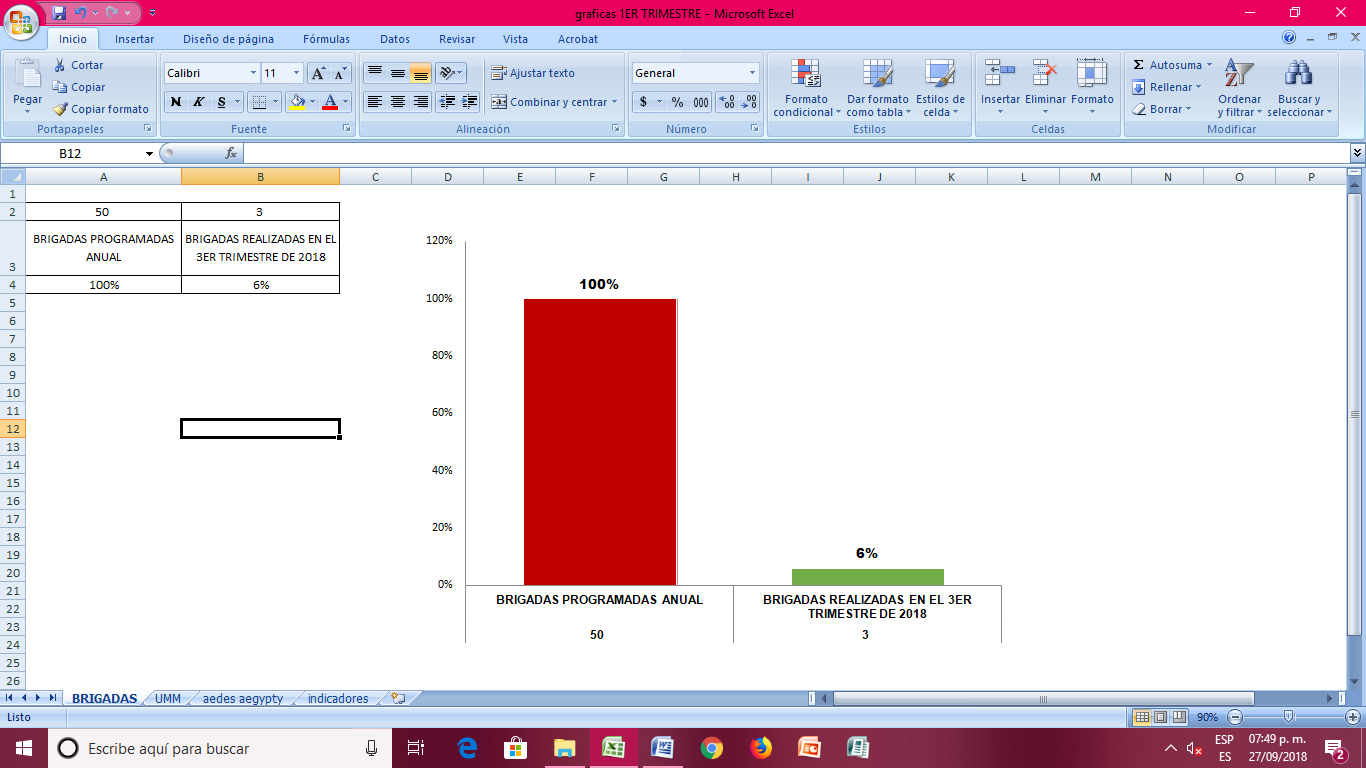 graficas 1ER TRIMESTRE - Microsoft Excel
Inicio Insertar Diseño de página Fórmulas Datos Revisar Vista Acrobat
Pegar
Cortar
Copiar
Copiar formato
Portapapeles
Calibri 11
N K S
Fuente
Ajustar texto
Combinar y centrar
Alineación
General
$ % 000
Número
Formato condicional
Dar formato como tabla
Estilos de celda
Estilos
Insertar Eliminar Formato
Celdas
Σ Autosuma
Rellenar
Borrar
Ordenar y filtrar
Buscar y seleccionar
Modificar
B12 fx
A B C D E F G H I J K L M N O P
1
2 50 3
3 BRIGADAS PROGRAMADAS ANUAL BRIGADAS REALIZADAS EN EL 3ER TRIMESTRE DE 2018
4 100% 6%
5
6
7
8
9
10
11
12
13
14
15
16
17
18
19
20
21
22
23
24
25
26
120%
100%
80%
60%
40%
20%
0%
100%
6%
BRIGADAS PROGRAMADAS ANUAL
50
BRIGADAS REALIZADAS EN EL 3ER
TRIMESTRE DE 2018
3
BRIGADAS UMM aedes aegypty indicadores
Listo 90%
Escribe aquí para buscar
ESP
ES
07:49 p. m.
27/09/2018
2